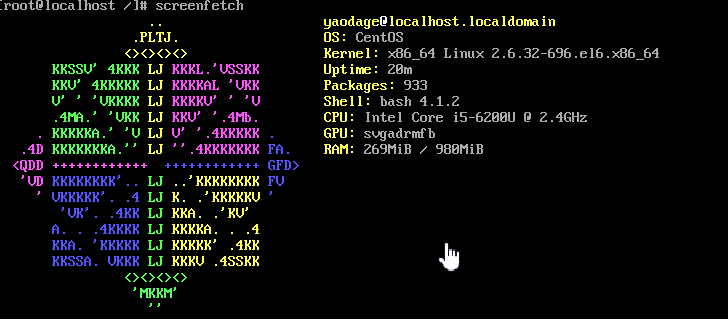 [root@localhost /]# screenfetch
.. yaodage@localhost.localdomain
.PLTJ. OS: CentOS
<><><><> Kernel: x86_64 Linux 2.6.32-696.el6.x86_64
KKSSV' 4KKK LJ KKKL.'VSSKK Uptime: 20m
KKV' 4KKKKK LJ KKKKAL 'VKK Packages: 933
V' ' 'VKKKK LJ KKKKV' ' 'V Shell: bash 4.1.2
.4MA.' 'VKK LJ KKV' '.4Mb. CPU: Intel Core i5-6200U @ 2.4GHz
. KKKKKA.' 'V LJ V' '.4KKKKK . GPU: svgadrmfb
.4D KKKKKKKA.'' LJ ''.4KKKKKKK FA. RAM: 269MiB / 980MiB
<QDD ++++++++++++ ++++++++++++ GFD>
'VD KKKKKKKK'.. LJ ..'KKKKKKKK FV
' VKKKKK'. .4 LJ K. .'KKKKKV '
'VK'. .4KK LJ KKA. .'KV'
A. . .4KKKK LJ KKKKA. . .4
KKA. 'KKKKK LJ KKKKK' .4KK
KKSSA. VKKK LJ KKKV .4SSKK
<><><><>
'MKKM'
''